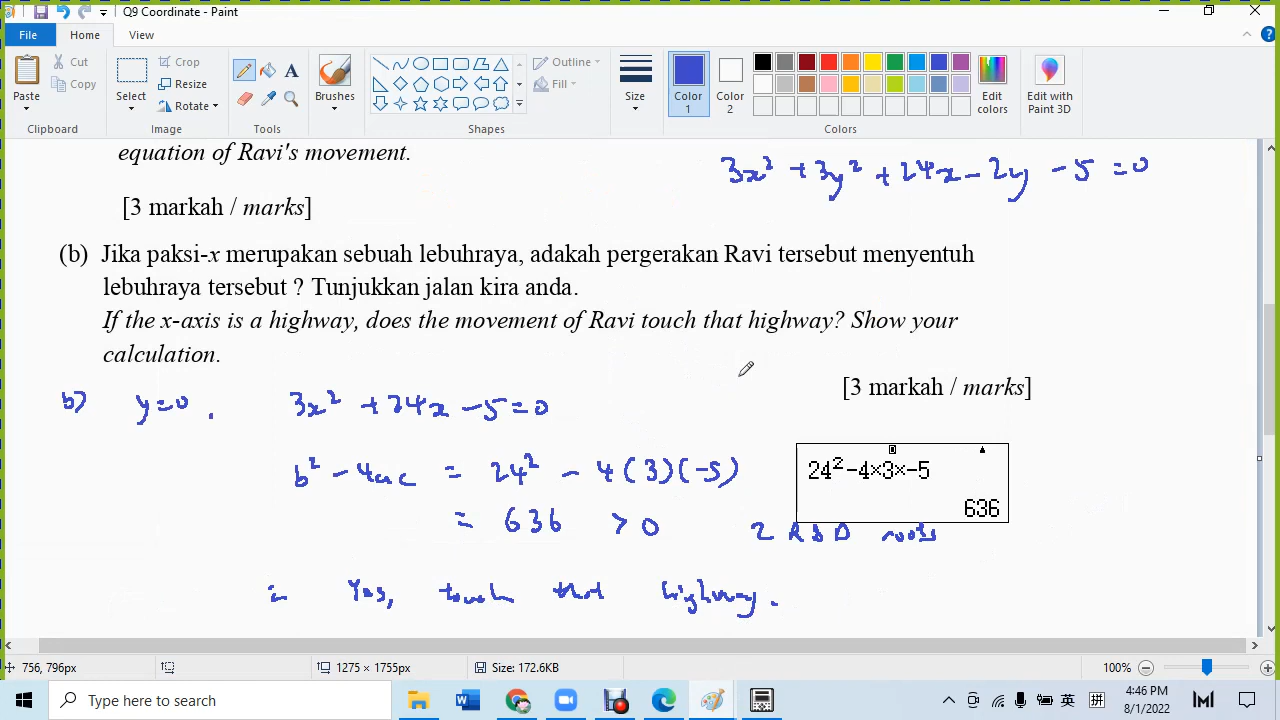 Q9 Coordinate - Paint
File Home View
Paste Cut Copy Clipboard
Select Crop Resize Rotate Image
Tools
Brushes
Shapes Outline Fill
Size
Color 1 Color 2 Edit colors Colors
Edit with Paint 3D
equation of Ravi's movement.
3x² + 3y² + 24x - 2y - 5 = 0
[3 markah / marks]
(b) Jika paksi-x merupakan sebuah lebuhraya, adakah pergerakan Ravi tersebut menyentuh
lebuhraya tersebut ? Tunjukkan jalan kira anda.
If the x-axis is a highway, does the movement of Ravi touch that highway? Show your
calculation.
[3 markah / marks]
b) y=0 . 3x² + 24x - 5 = 0
b² - 4ac = 24² - 4(3)(-5)
24²-4×3×-5
636
= 636 > 0 2 R & D roots
Yes, touch that highway.
756, 796px 1275 × 1755px Size: 172.6KB 100%
Type here to search
英 拼 4:46 PM
8/1/2022